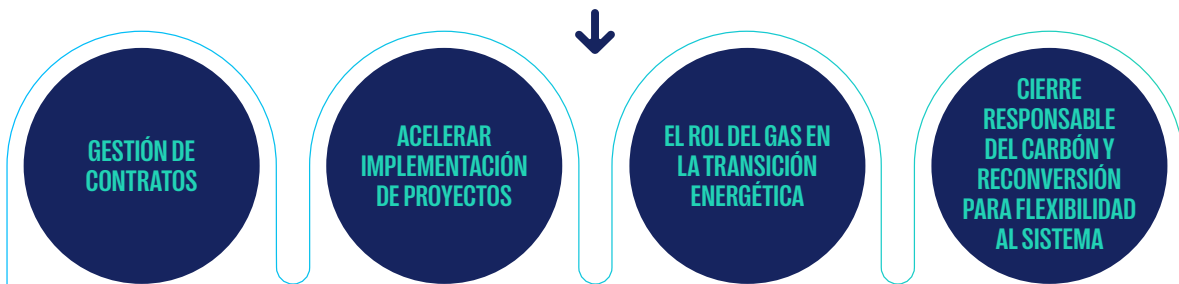 GESTIÓN DE
CONTRATOS
ACELERAR
IMPLEMENTACIÓN
DE PROYECTOS
EL ROL DEL GAS EN
LA TRANSICIÓN
ENERGÉTICA
CIERRE
RESPONSABLE
DEL CARBÓN Y
RECONVERSIÓN
PARA FLEXIBILIDAD
AL SISTEMA